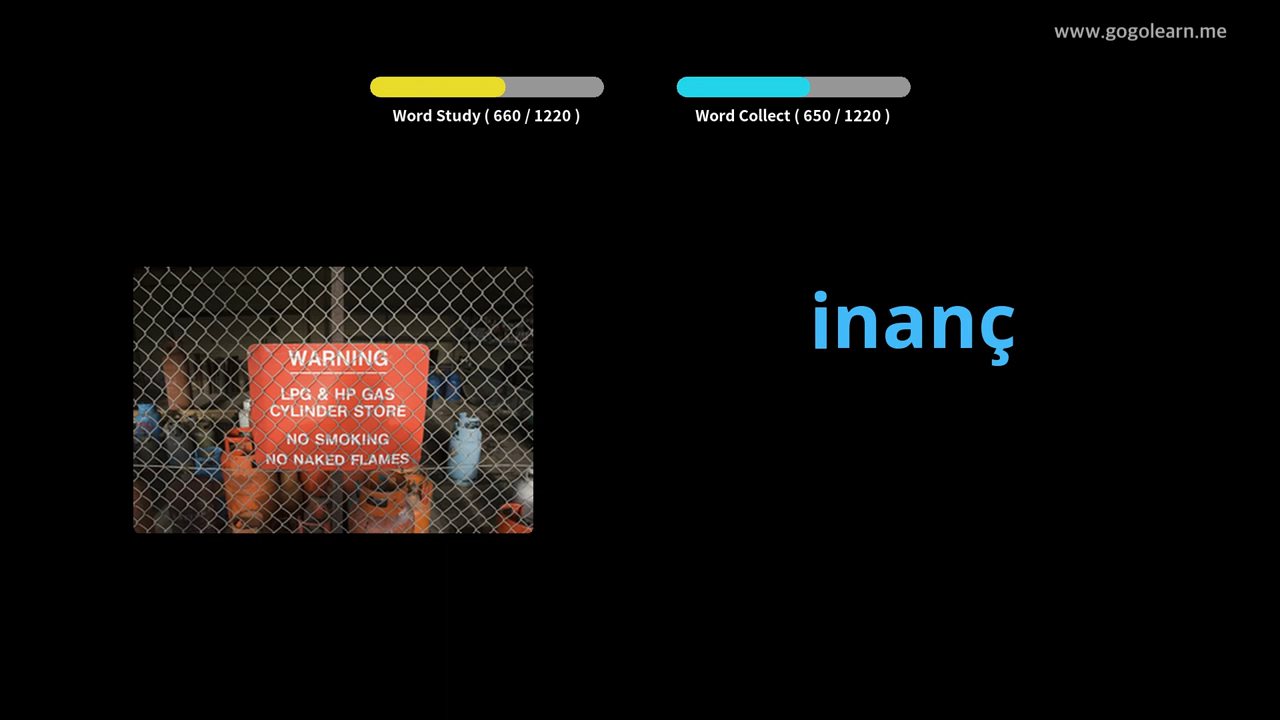 www.gogolearn.me
Word Study ( 660 / 1220 )
Word Collect ( 650 / 1220 )
WARNING
LPG & HP GAS
CYLINDER STORE
NO SMOKING
NO NAKED FLAMES
inanç